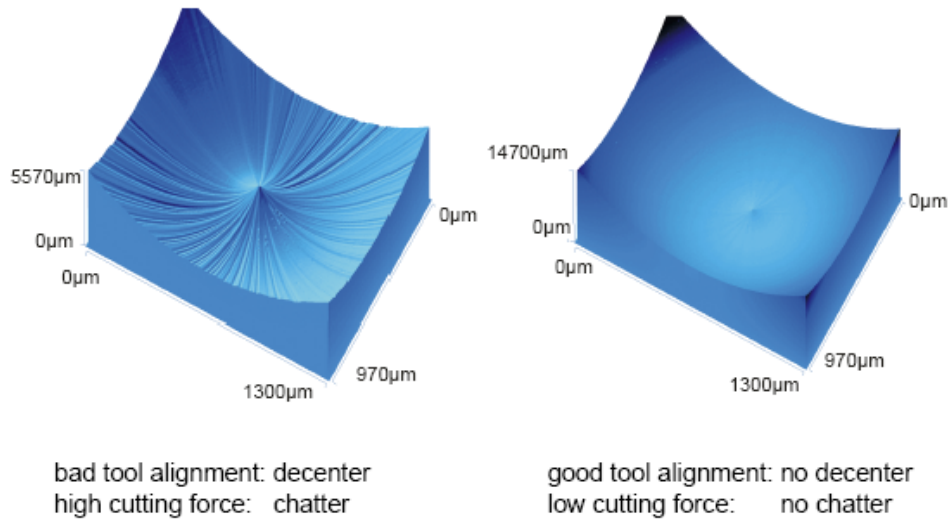 5570µm
0µm
0µm
0µm
970µm
1300µm
14700µm
0µm
0µm
0µm
970µm
1300µm
bad tool alignment: decenter
high cutting force: chatter
good tool alignment: no decenter
low cutting force: no chatter